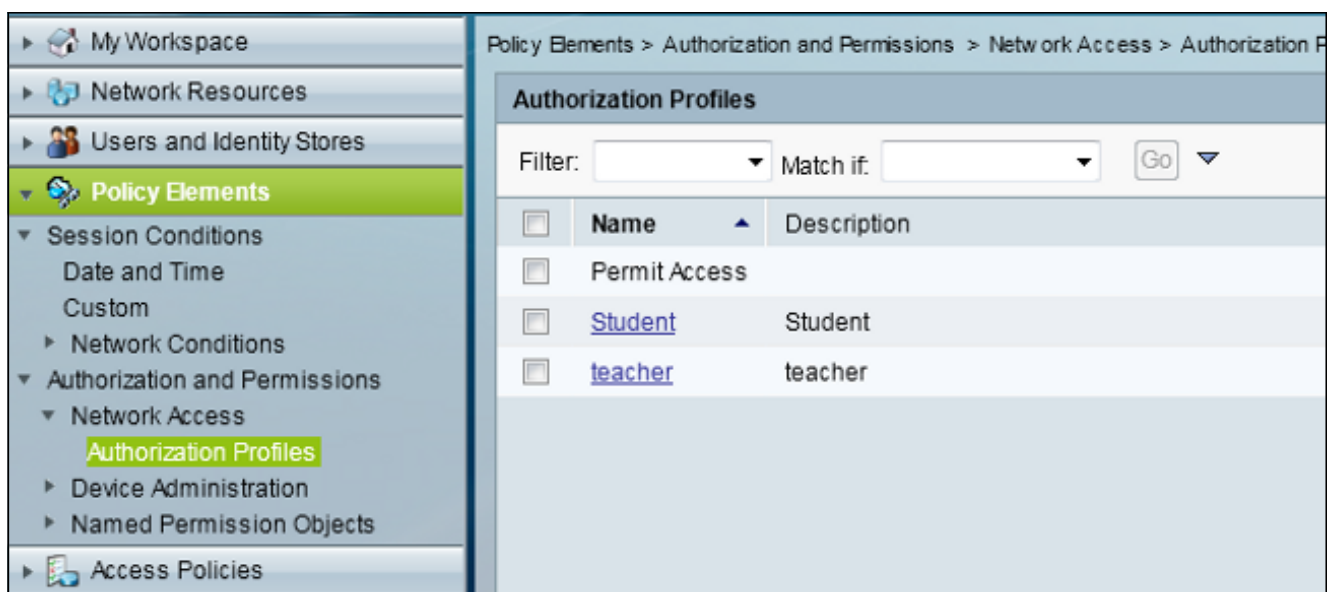 My Workspace
Network Resources
Users and Identity Stores
Policy Elements
Session Conditions
Date and Time
Custom
Network Conditions
Authorization and Permissions
Network Access
Authorization Profiles
Device Administration
Named Permission Objects
Access Policies
Policy Elements > Authorization and Permissions > Network Access > Authorization P
Authorization Profiles
Filter: Match if: Go
Name Description
Permit Access
Student Student
teacher teacher